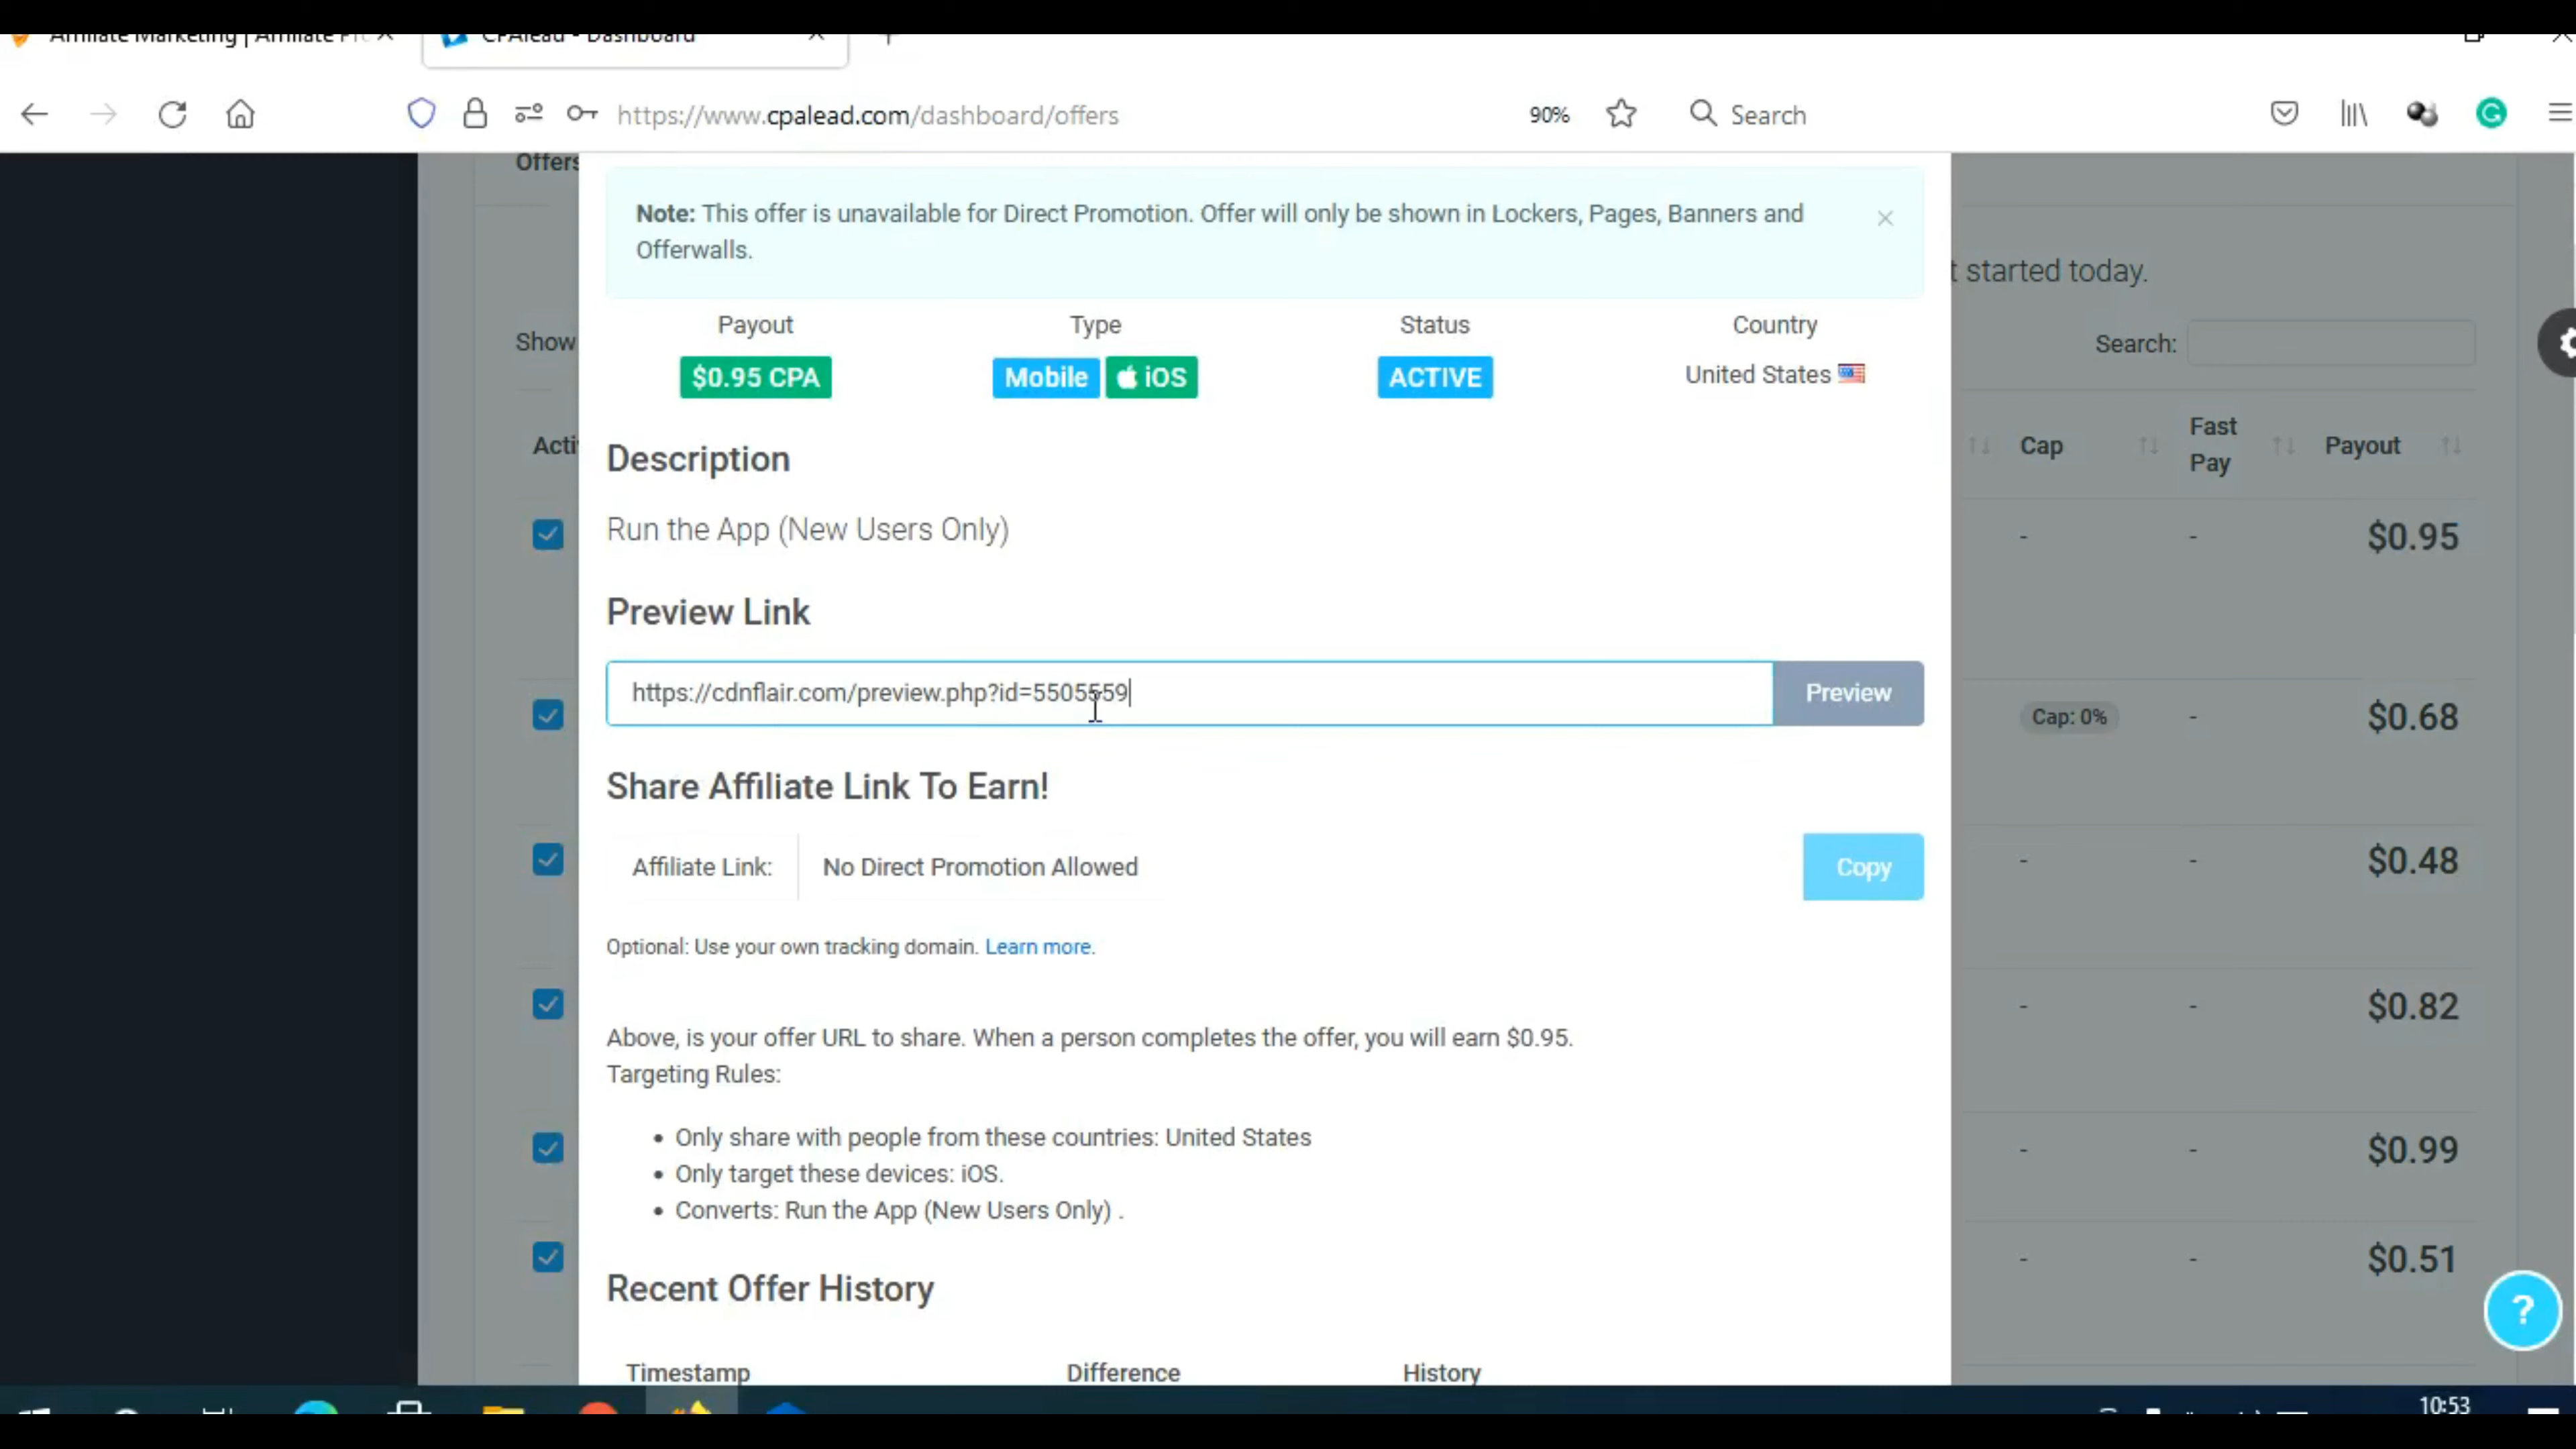 Affiliate Marketing | Affiliate Pr
CPAlead - Dashboard
https://www.cpalead.com/dashboard/offers
90%
Search
Offers
Note: This offer is unavailable for Direct Promotion. Offer will only be shown in Lockers, Pages, Banners and
Offerwalls.
t started today.
Payout
Type
Status
Country
Show
Search:
$0.95 CPA
Mobile
iOS
ACTIVE
United States
Acti
Description
Cap
Fast
Pay
Payout
Run the App (New Users Only)
-
-
$0.95
Preview Link
https://cdnflair.com/preview.php?id=5505559
Preview
Cap: 0%
-
$0.68
Share Affiliate Link To Earn!
Affiliate Link:
No Direct Promotion Allowed
Copy
-
-
$0.48
Optional: Use your own tracking domain. Learn more.
-
-
$0.82
Above, is your offer URL to share. When a person completes the offer, you will earn $0.95.
Targeting Rules:
• Only share with people from these countries: United States
-
-
$0.99
• Only target these devices: iOS.
• Converts: Run the App (New Users Only) .
-
-
$0.51
Recent Offer History
?
Timestamp
Difference
History
10:53